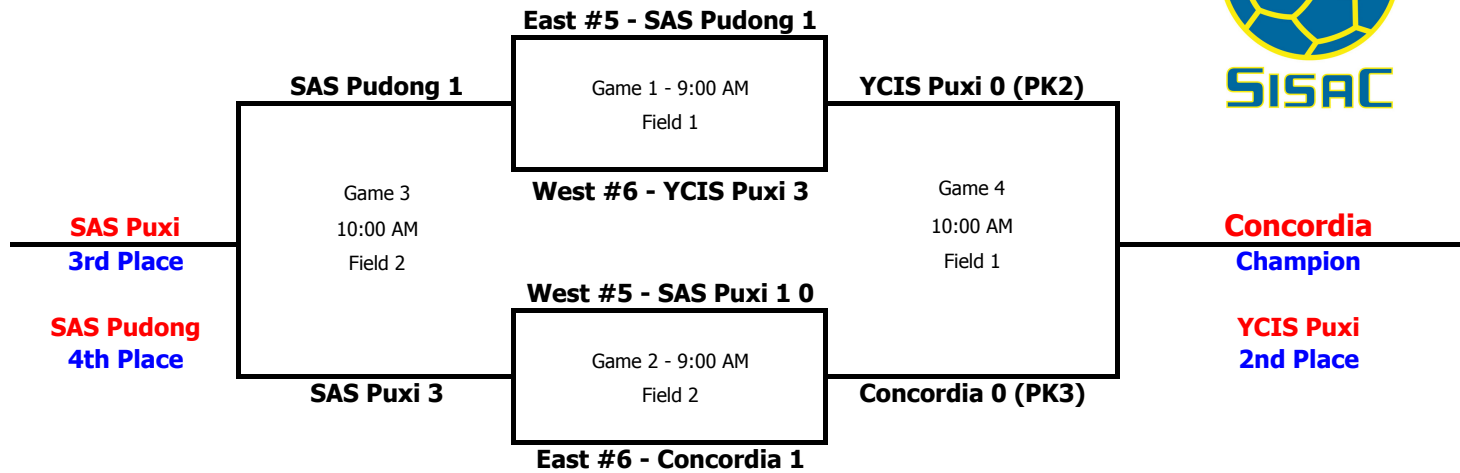 East #5 - SAS Pudong 1
SAS Pudong 1
Game 1 - 9:00 AM
Field 1
YCIS Puxi 0 (PK2)
SISAC
West #6 - YCIS Puxi 3
Game 3
10:00 AM
Field 2
Game 4
10:00 AM
Field 1
SAS Puxi
3rd Place
Concordia
Champion
West #5 - SAS Puxi 1 0
SAS Pudong
4th Place
YCIS Puxi
2nd Place
Game 2 - 9:00 AM
Field 2
SAS Puxi 3
Concordia 0 (PK3)
East #6 - Concordia 1